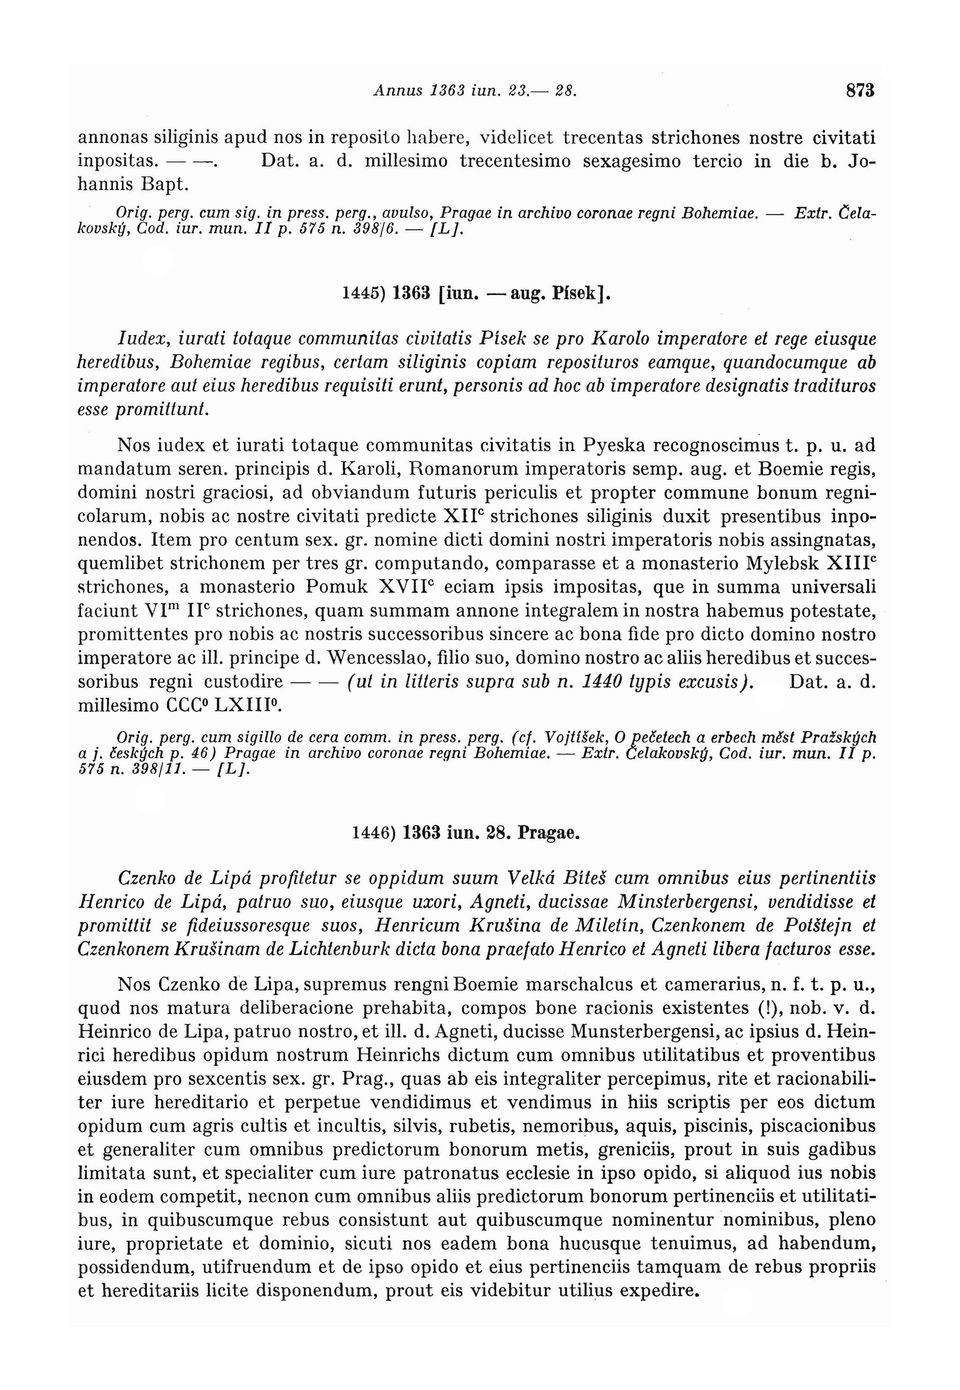 Annus 1363 iun. 23.— 28. 873
annonas siliginis apud nos in reposito habere, videlicet trecentas strichones nostre civitati
inpositas. — —. Dat. a. d. millesimo trecentesimo sexagesimo tercio in die b. Jo-
hannis Bapt.
Orig. perg. cum sig. in press. perg., avulso, Pragae in archivo coronae regni Bohemiae. — Extr. Čela-
kovský, Cod. iur. mun. II p. 575 n. 398/6. — [L].
1445) 1363 [iun. — aug. Písek].
Iudex, iurati totaque communitas civitatis Písek se pro Karolo imperatore et rege eiusque
heredibus, Bohemiae regibus, certam siliginis copiam reposituros eamque, quandocumque ab
imperatore aut eius heredibus requisiti erunt, personis ad hoc ab imperatore designatis tradituros
esse promittunt.
Nos iudex et iurati totaque communitas civitatis in Pyeska recognoscimus t. p. u. ad
mandatum seren. principis d. Karoli, Romanorum imperatoris semp. aug. et Boemie regis,
domini nostri graciosi, ad obviandum futuris periculis et propter commune bonum regni-
colarum, nobis ac nostre civitati predicte XIIᶜ strichones siliginis duxit presentibus inpo-
nendos. Item pro centum sex. gr. nomine dicti domini nostri imperatoris nobis assingnatas,
quemlibet strichonem per tres gr. computando, comparasse et a monasterio Mylebsk XIIIᶜ
strichones, a monasterio Pomuk XVIIᶜ eciam ipsis impositas, que in summa universali
faciunt VIᵐ IIᶜ strichones, quam summam annone integralem in nostra habemus potestate,
promittentes pro nobis ac nostris successoribus sincere ac bona fide pro dicto domino nostro
imperatore ac ill. principe d. Wencesslao, filio suo, domino nostro ac aliis heredibus et succes-
soribus regni custodire — — (ut in litteris supra sub n. 1440 typis excusis). Dat. a. d.
millesimo CCC⁰ LXIII⁰.
Orig. perg. cum sigillo de cera comm. in press. perg. (cf. Vojtíšek, O pečetech a erbech měst Pražských
a j. českých p. 46) Pragae in archivo coronae regni Bohemiae. — Extr. Čelakovský, Cod. iur. mun. II p.
575 n. 398/11. — [L].
1446) 1363 iun. 28. Pragae.
Czenko de Lipá profitetur se oppidum suum Velká Bíteš cum omnibus eius pertinentiis
Henrico de Lipá, patruo suo, eiusque uxori, Agneti, ducissae Minsterbergensi, vendidisse et
promittit se fideiussoresque suos, Henricum Krušina de Miletín, Czenkonem de Potštejn et
Czenkonem Krušinam de Lichtenburk dicta bona praefato Henrico et Agneti libera facturos esse.
Nos Czenko de Lipa, supremus rengni Boemie marschalcus et camerarius, n. f. t. p. u.,
quod nos matura deliberacione prehabita, compos bone racionis existentes (!), nob. v. d.
Heinrico de Lipa, patruo nostro, et ill. d. Agneti, ducisse Munsterbergensi, ac ipsius d. Hein-
rici heredibus opidum nostrum Heinrichs dictum cum omnibus utilitatibus et proventibus
eiusdem pro sexcentis sex. gr. Prag., quas ab eis integraliter percepimus, rite et racionabili-
ter iure hereditario et perpetue vendidimus et vendimus in hiis scriptis per eos dictum
opidum cum agris cultis et incultis, silvis, rubetis, nemoribus, aquis, piscinis, piscacionibus
et generaliter cum omnibus predictorum bonorum metis, greniciis, prout in suis gadibus
limitata sunt, et specialiter cum iure patronatus ecclesie in ipso opido, si aliquod ius nobis
in eodem competit, necnon cum omnibus aliis predictorum bonorum pertinenciis et utilitati-
bus, in quibuscumque rebus consistunt aut quibuscumque nominentur nominibus, pleno
iure, proprietate et dominio, sicuti nos eadem bona hucusque tenuimus, ad habendum,
possidendum, utifruendum et de ipso opido et eius pertinenciis tamquam de rebus propriis
et hereditariis licite disponendum, prout eis videbitur utilius expedire.